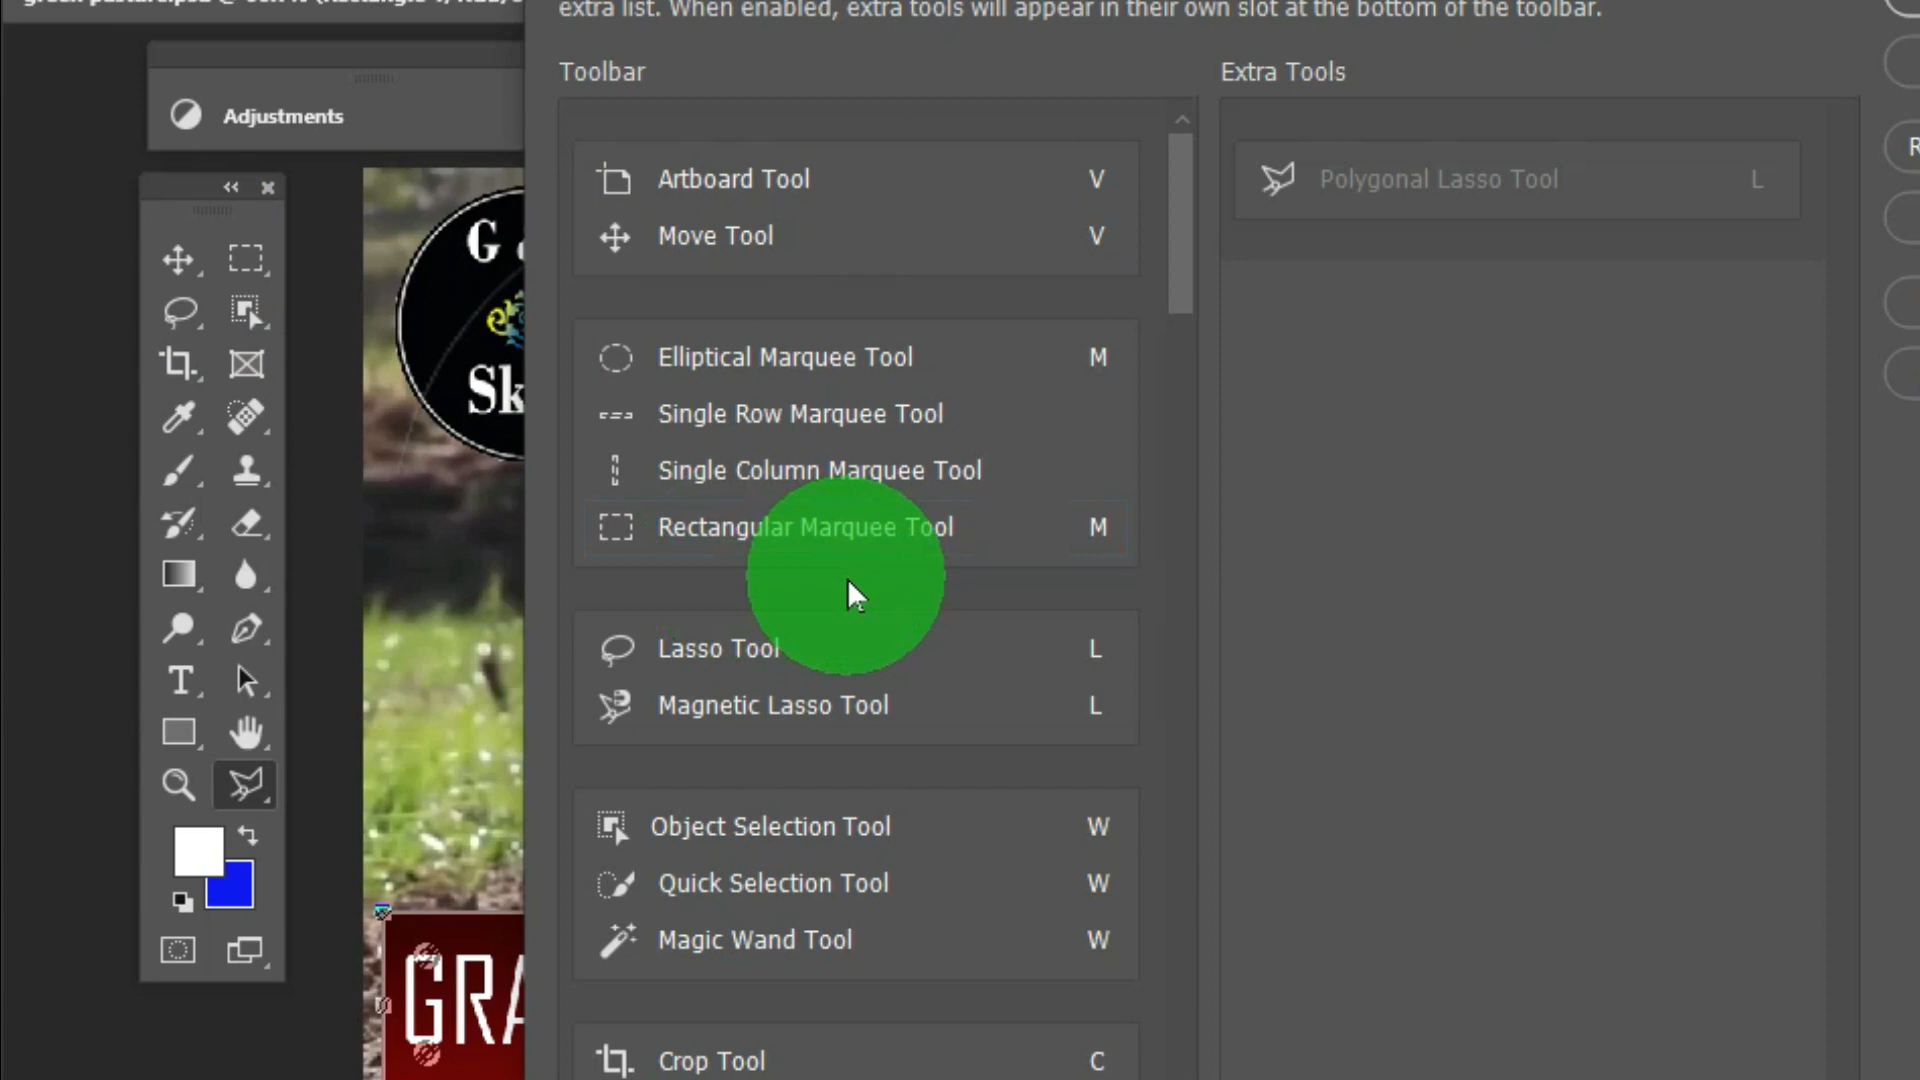 extra list. When enabled, extra tools will appear in their own slot at the bottom of the toolbar.
Toolbar
Extra Tools
Adjustments
Artboard Tool V
Move Tool V
Polygonal Lasso Tool L
Elliptical Marquee Tool M
Single Row Marquee Tool
Single Column Marquee Tool
Rectangular Marquee Tool M
Lasso Tool L
Magnetic Lasso Tool L
Object Selection Tool W
Quick Selection Tool W
Magic Wand Tool W
Crop Tool C
G
Sk
GRA
R